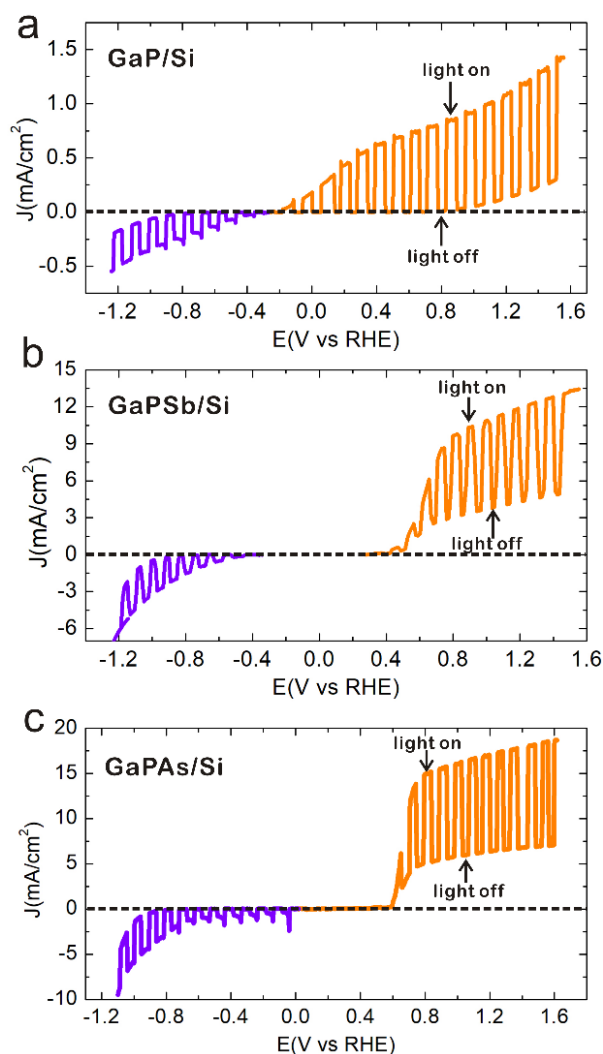 a
GaP/Si
light on
light off
J(mA/cm²)
1.5
1.0
0.5
0.0
-0.5
-1.2 -0.8 -0.4 0.0 0.4 0.8 1.2 1.6
E(V vs RHE)
b
GaPSb/Si
light on
light off
J(mA/cm²)
15
12
9
6
3
0
-3
-6
-1.2 -0.8 -0.4 0.0 0.4 0.8 1.2 1.6
E(V vs RHE)
c
GaPAs/Si
light on
light off
J(mA/cm²)
20
15
10
5
0
-5
-10
-1.2 -0.8 -0.4 0.0 0.4 0.8 1.2 1.6
E(V vs RHE)